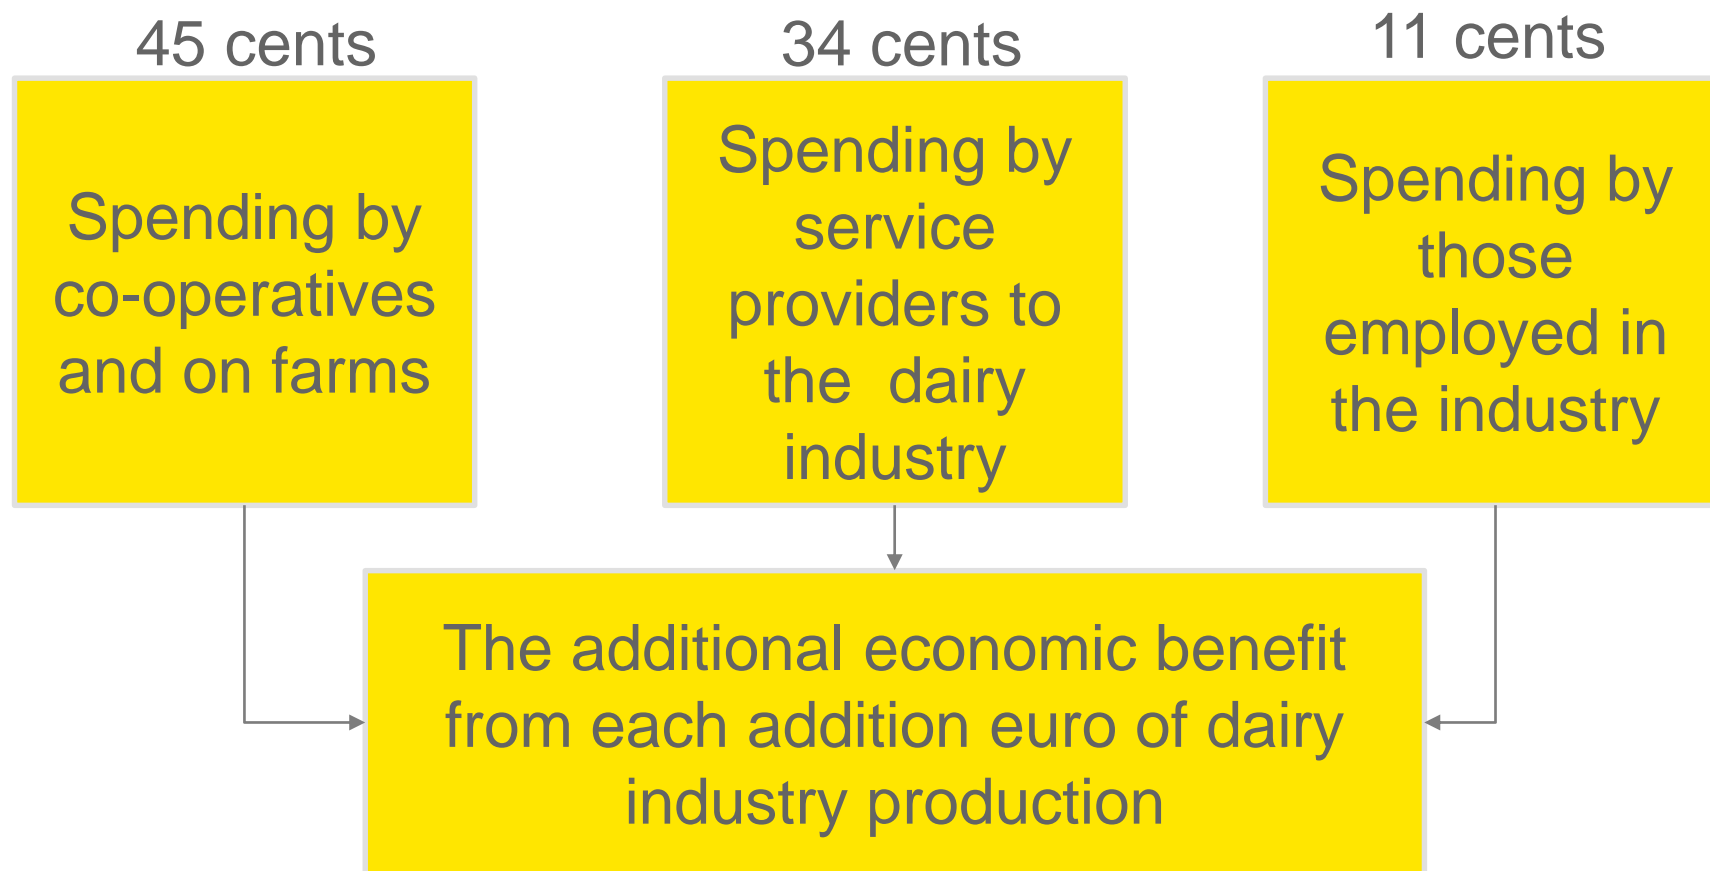 45 cents
34 cents
11 cents
Spending by
co-operatives
and on farms
Spending by
service
providers to
the  dairy
industry
Spending by
those
employed in
the industry
The additional economic benefit
from each addition euro of dairy
industry production